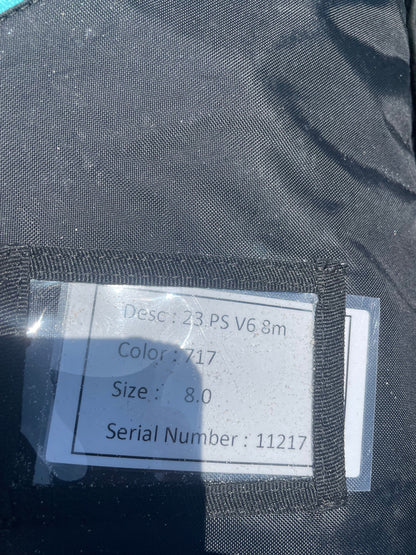 Desc : 23 PS V6 8m
Color : 717
Size : 8.0
Serial Number : 11217